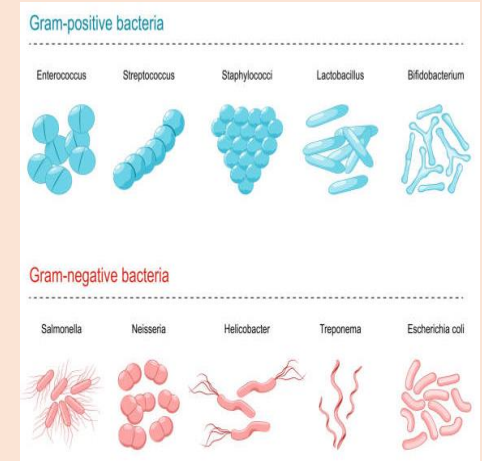 Gram-positive bacteria
Enterococcus Streptococcus Staphylococci Lactobacillus Bifidobacterium
Gram-negative bacteria
Salmonella Neisseria Helicobacter Treponema Escherichia coli